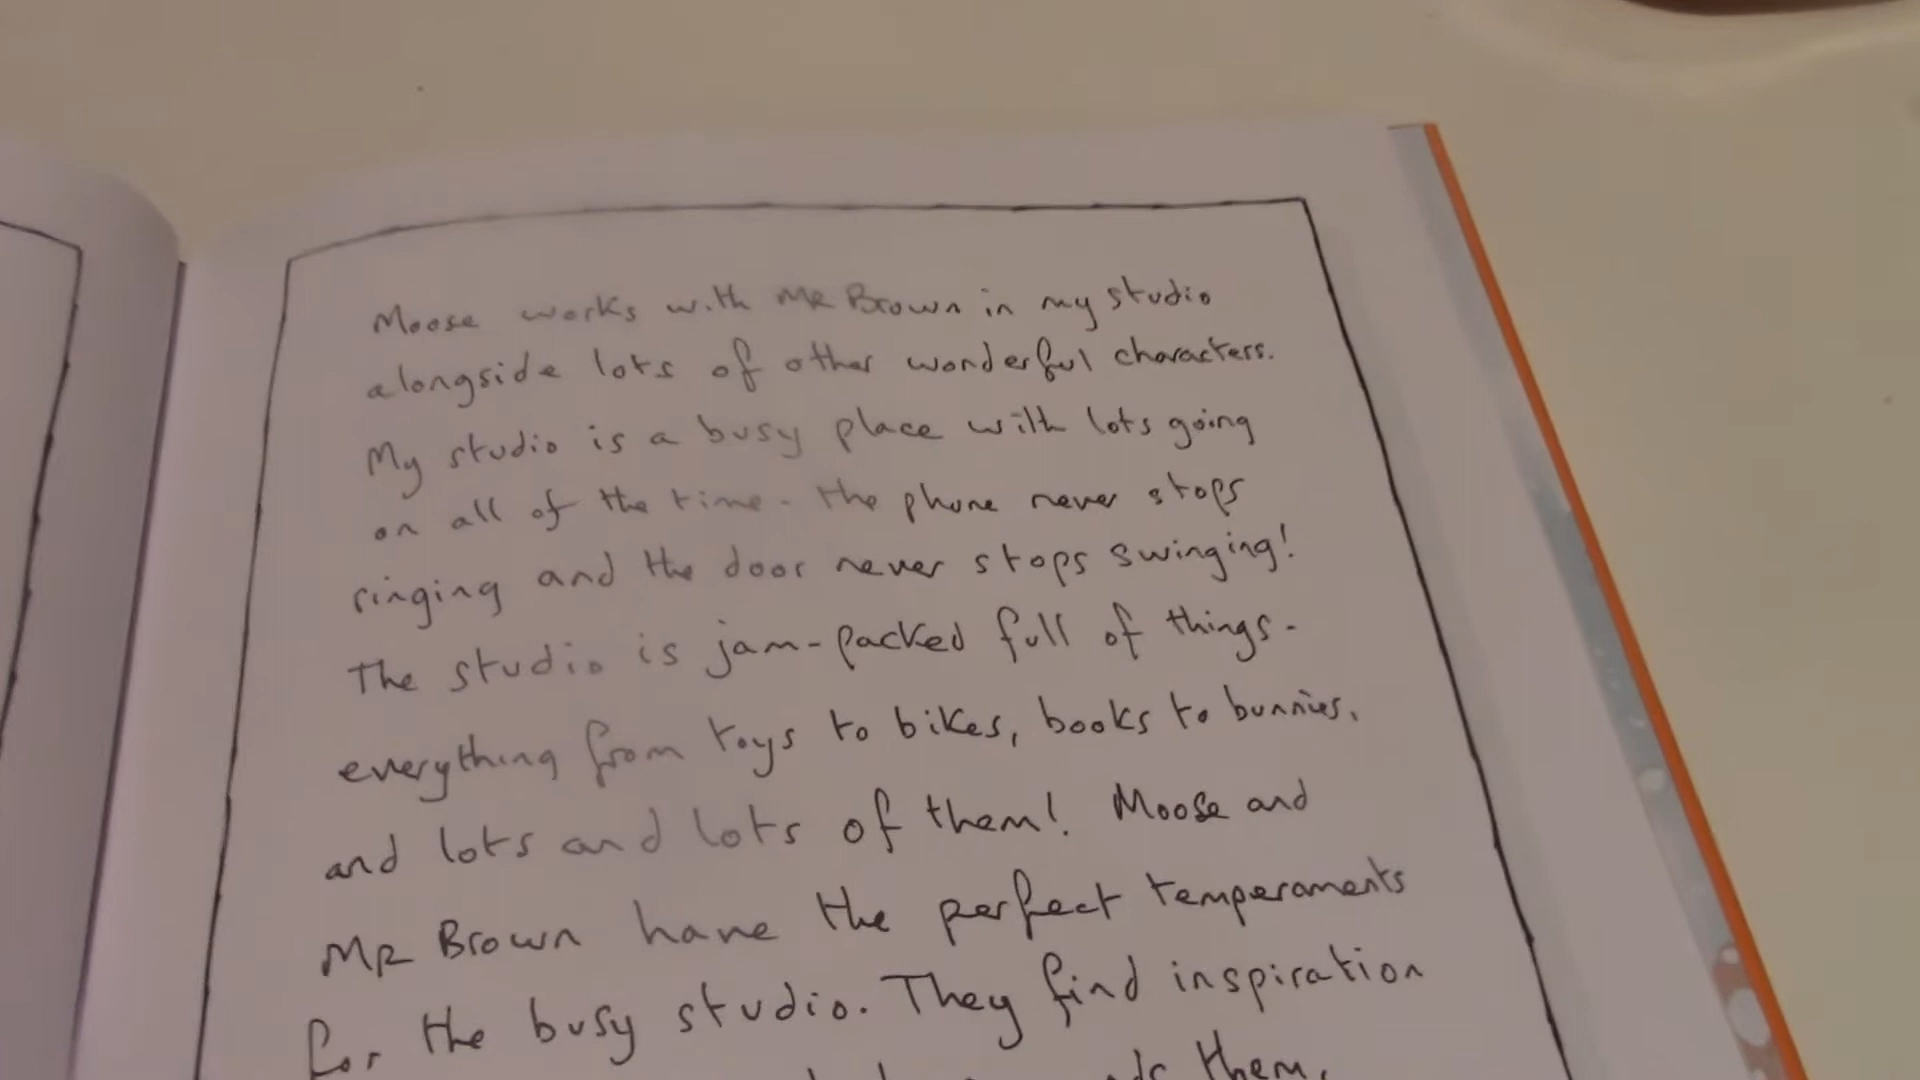 Moose works with MR Brown in my studio
alongside lots of other wonderful characters.
My studio is a busy place with lots going
on all of the time - the phone never stops
ringing and the door never stops swinging!
The studio is jam-packed full of things -
everything from toys to bikes, books to bunnies,
and lots and lots of them! Moose and
MR Brown have the perfect temperaments
for the busy studio. They find inspiration
them,